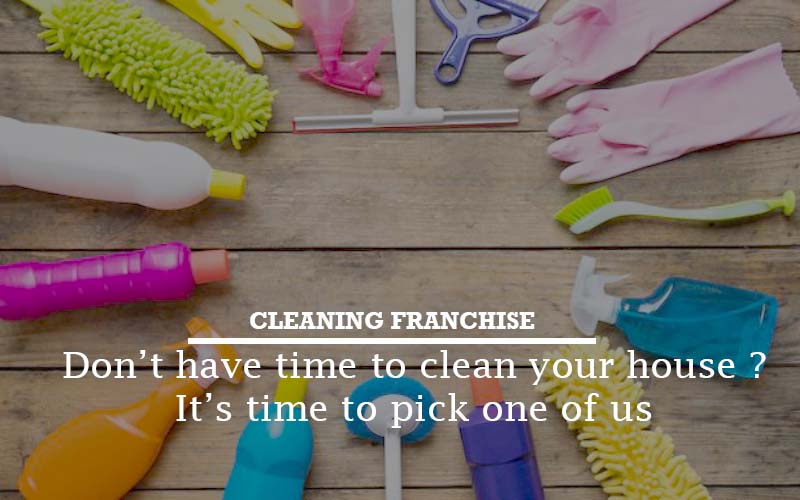 CLEANING FRANCHISE
Don't have time to clean your house ?
It's time to pick one of us